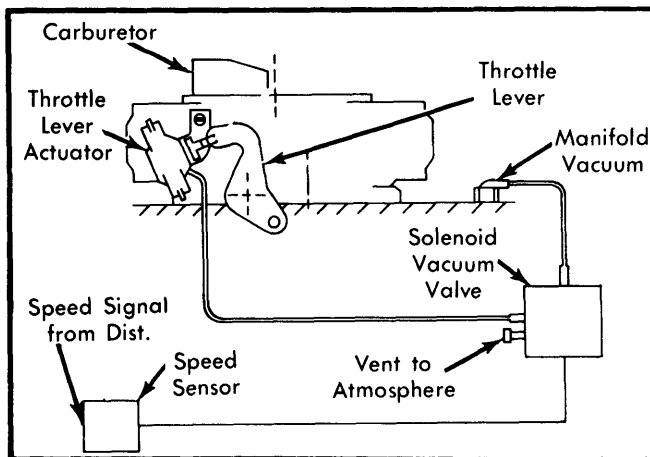 Carburetor
Throttle
Lever
Actuator
Throttle
Lever
Manifold
Vacuum
Solenoid
Vacuum
Valve
Speed Signal
from Dist.
Speed
Sensor
Vent to
Atmosphere